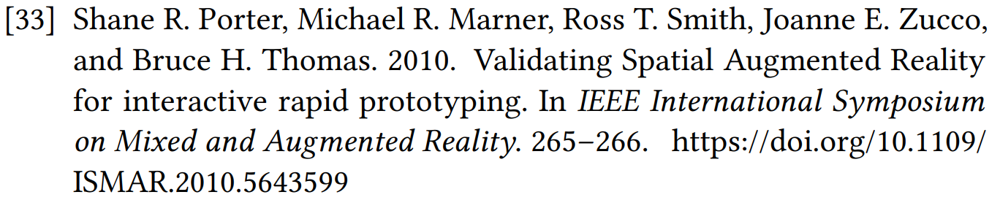 [33] Shane R. Porter, Michael R. Marner, Ross T. Smith, Joanne E. Zucco,
and Bruce H. Thomas. 2010. Validating Spatial Augmented Reality
for interactive rapid prototyping. In IEEE International Symposium
on Mixed and Augmented Reality. 265–266. https://doi.org/10.1109/
ISMAR.2010.5643599